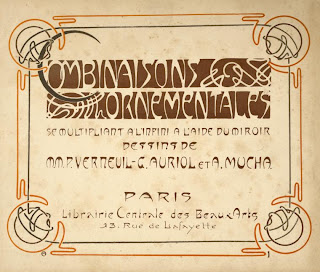 COMBINAISONS
ORNEMENTALES
SE MULTIPLIANT A L'INFINI A L'AIDE DU MIROIR
DESSINS DE
MM.P. VERNEUIL-G. AURIOL ET A. MUCHA
PARIS
Librairie Centrale des Beaux Arts
13. Rue de Lafayette